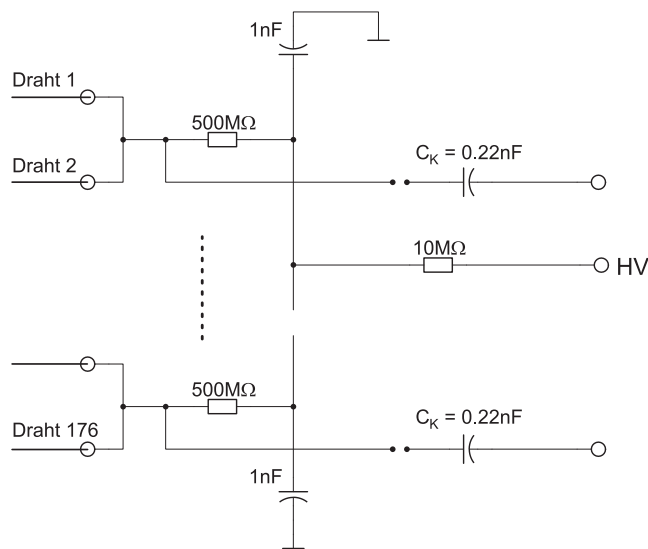 1nF
Draht 1
500MΩ
Draht 2
C_K = 0.22nF
10MΩ
HV
500MΩ
C_K = 0.22nF
Draht 176
1nF